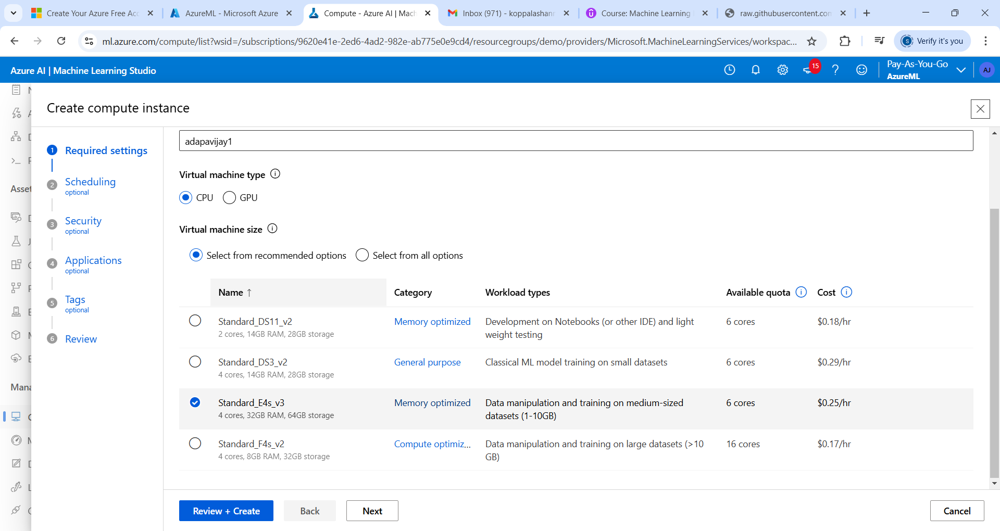 Create Your Azure Free Acc
AzureML - Microsoft Azure
Compute - Azure AI | Mach
Inbox (971) - koppalashanr
Course: Machine Learning
raw.githubusercontent.con
ml.azure.com/compute/list?wsid=/subscriptions/9620e41e-2ed6-4ad2-982e-ab775e0e9cd4/resourcegroups/demo/providers/Microsoft.MachineLearningServices/workspac...
S
Verify it's you
Azure AI | Machine Learning Studio
15
Pay-As-You-Go
AzureML
AJ
Create compute instance
Asset
Mana
1
Required settings
2
Scheduling
optional
3
Security
optional
4
Applications
optional
5
Tags
optional
6
Review
adapavijay1
Virtual machine type
CPU
GPU
Virtual machine size
Select from recommended options
Select from all options
Name ↑
Category
Workload types
Available quota
Cost
Standard_DS11_v2
2 cores, 14GB RAM, 28GB storage
Memory optimized
Development on Notebooks (or other IDE) and light
weight testing
6 cores
$0.18/hr
Standard_DS3_v2
4 cores, 14GB RAM, 28GB storage
General purpose
Classical ML model training on small datasets
6 cores
$0.29/hr
Standard_E4s_v3
4 cores, 32GB RAM, 64GB storage
Memory optimized
Data manipulation and training on medium-sized
datasets (1-10GB)
6 cores
$0.25/hr
Standard_F4s_v2
4 cores, 8GB RAM, 32GB storage
Compute optimiz...
Data manipulation and training on large datasets (>10
GB)
16 cores
$0.17/hr
Review + Create
Back
Next
Cancel